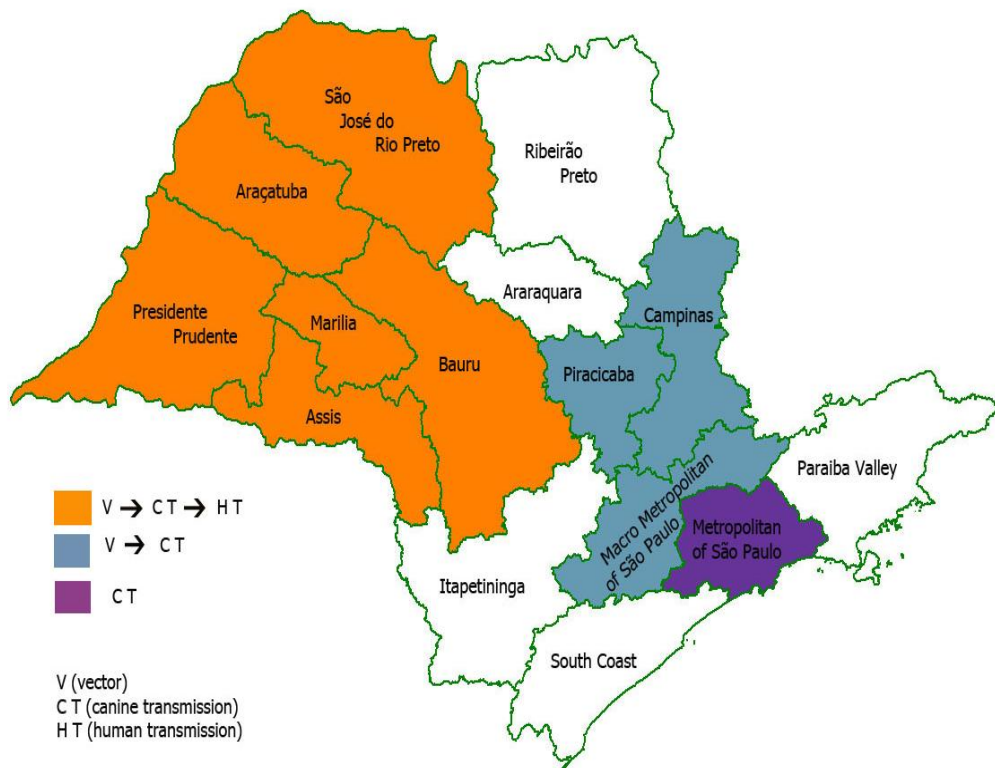 São
José do
Rio Preto
Ribeirão
Preto
Araçatuba
Araraquara
Campinas
Presidente
Prudente
Marilia
Bauru
Piracicaba
Assis
Paraiba Valley
Macro Metropolitan
of São Paulo
Metropolitan
of São Paulo
Itapetininga
South Coast
V → C T → H T
V → C T
C T
V (vector)
C T (canine transmission)
H T (human transmission)